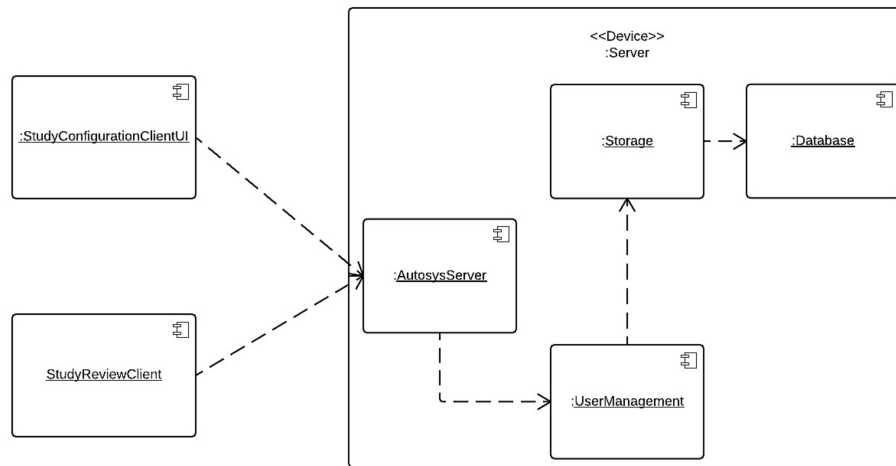 <<Device>>
:Server
:StudyConfigurationClientUI
:Storage
:Database
:AutosysServer
StudyReviewClient
:UserManagement